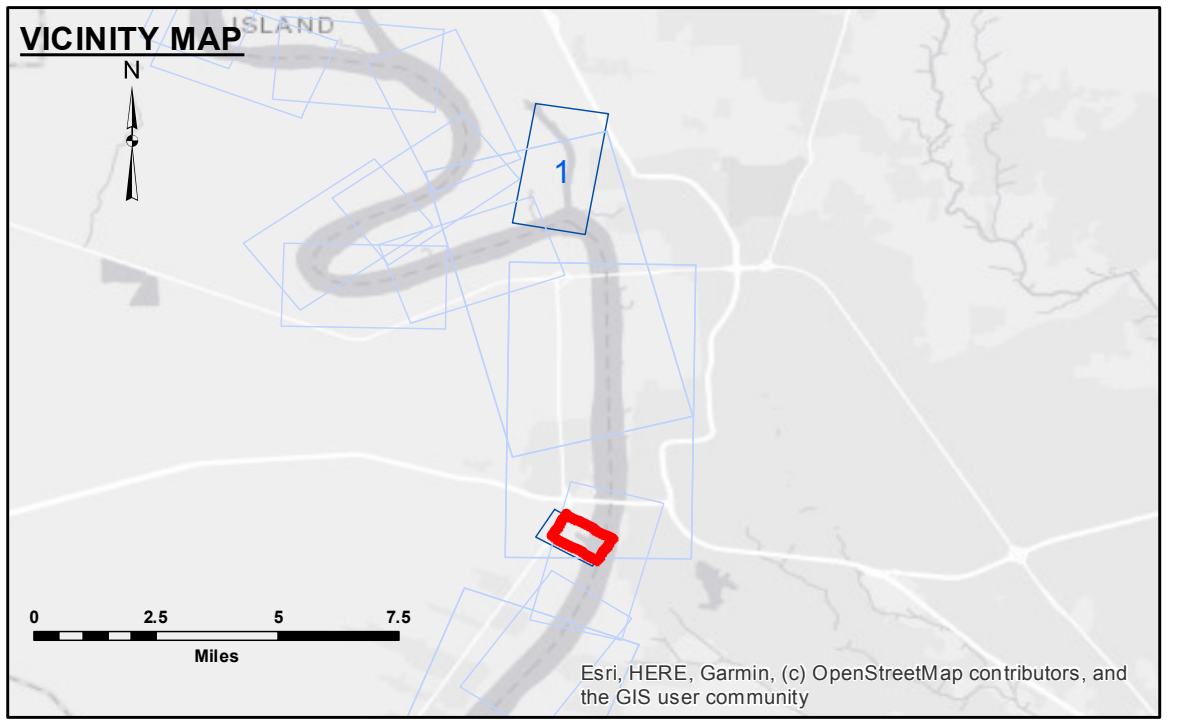 ISLAND
VICINITY MAP
N
1
0 2.5 5 7.5
Miles
Esri, HERE, Garmin, (c) OpenStreetMap contributors, and
the GIS user community